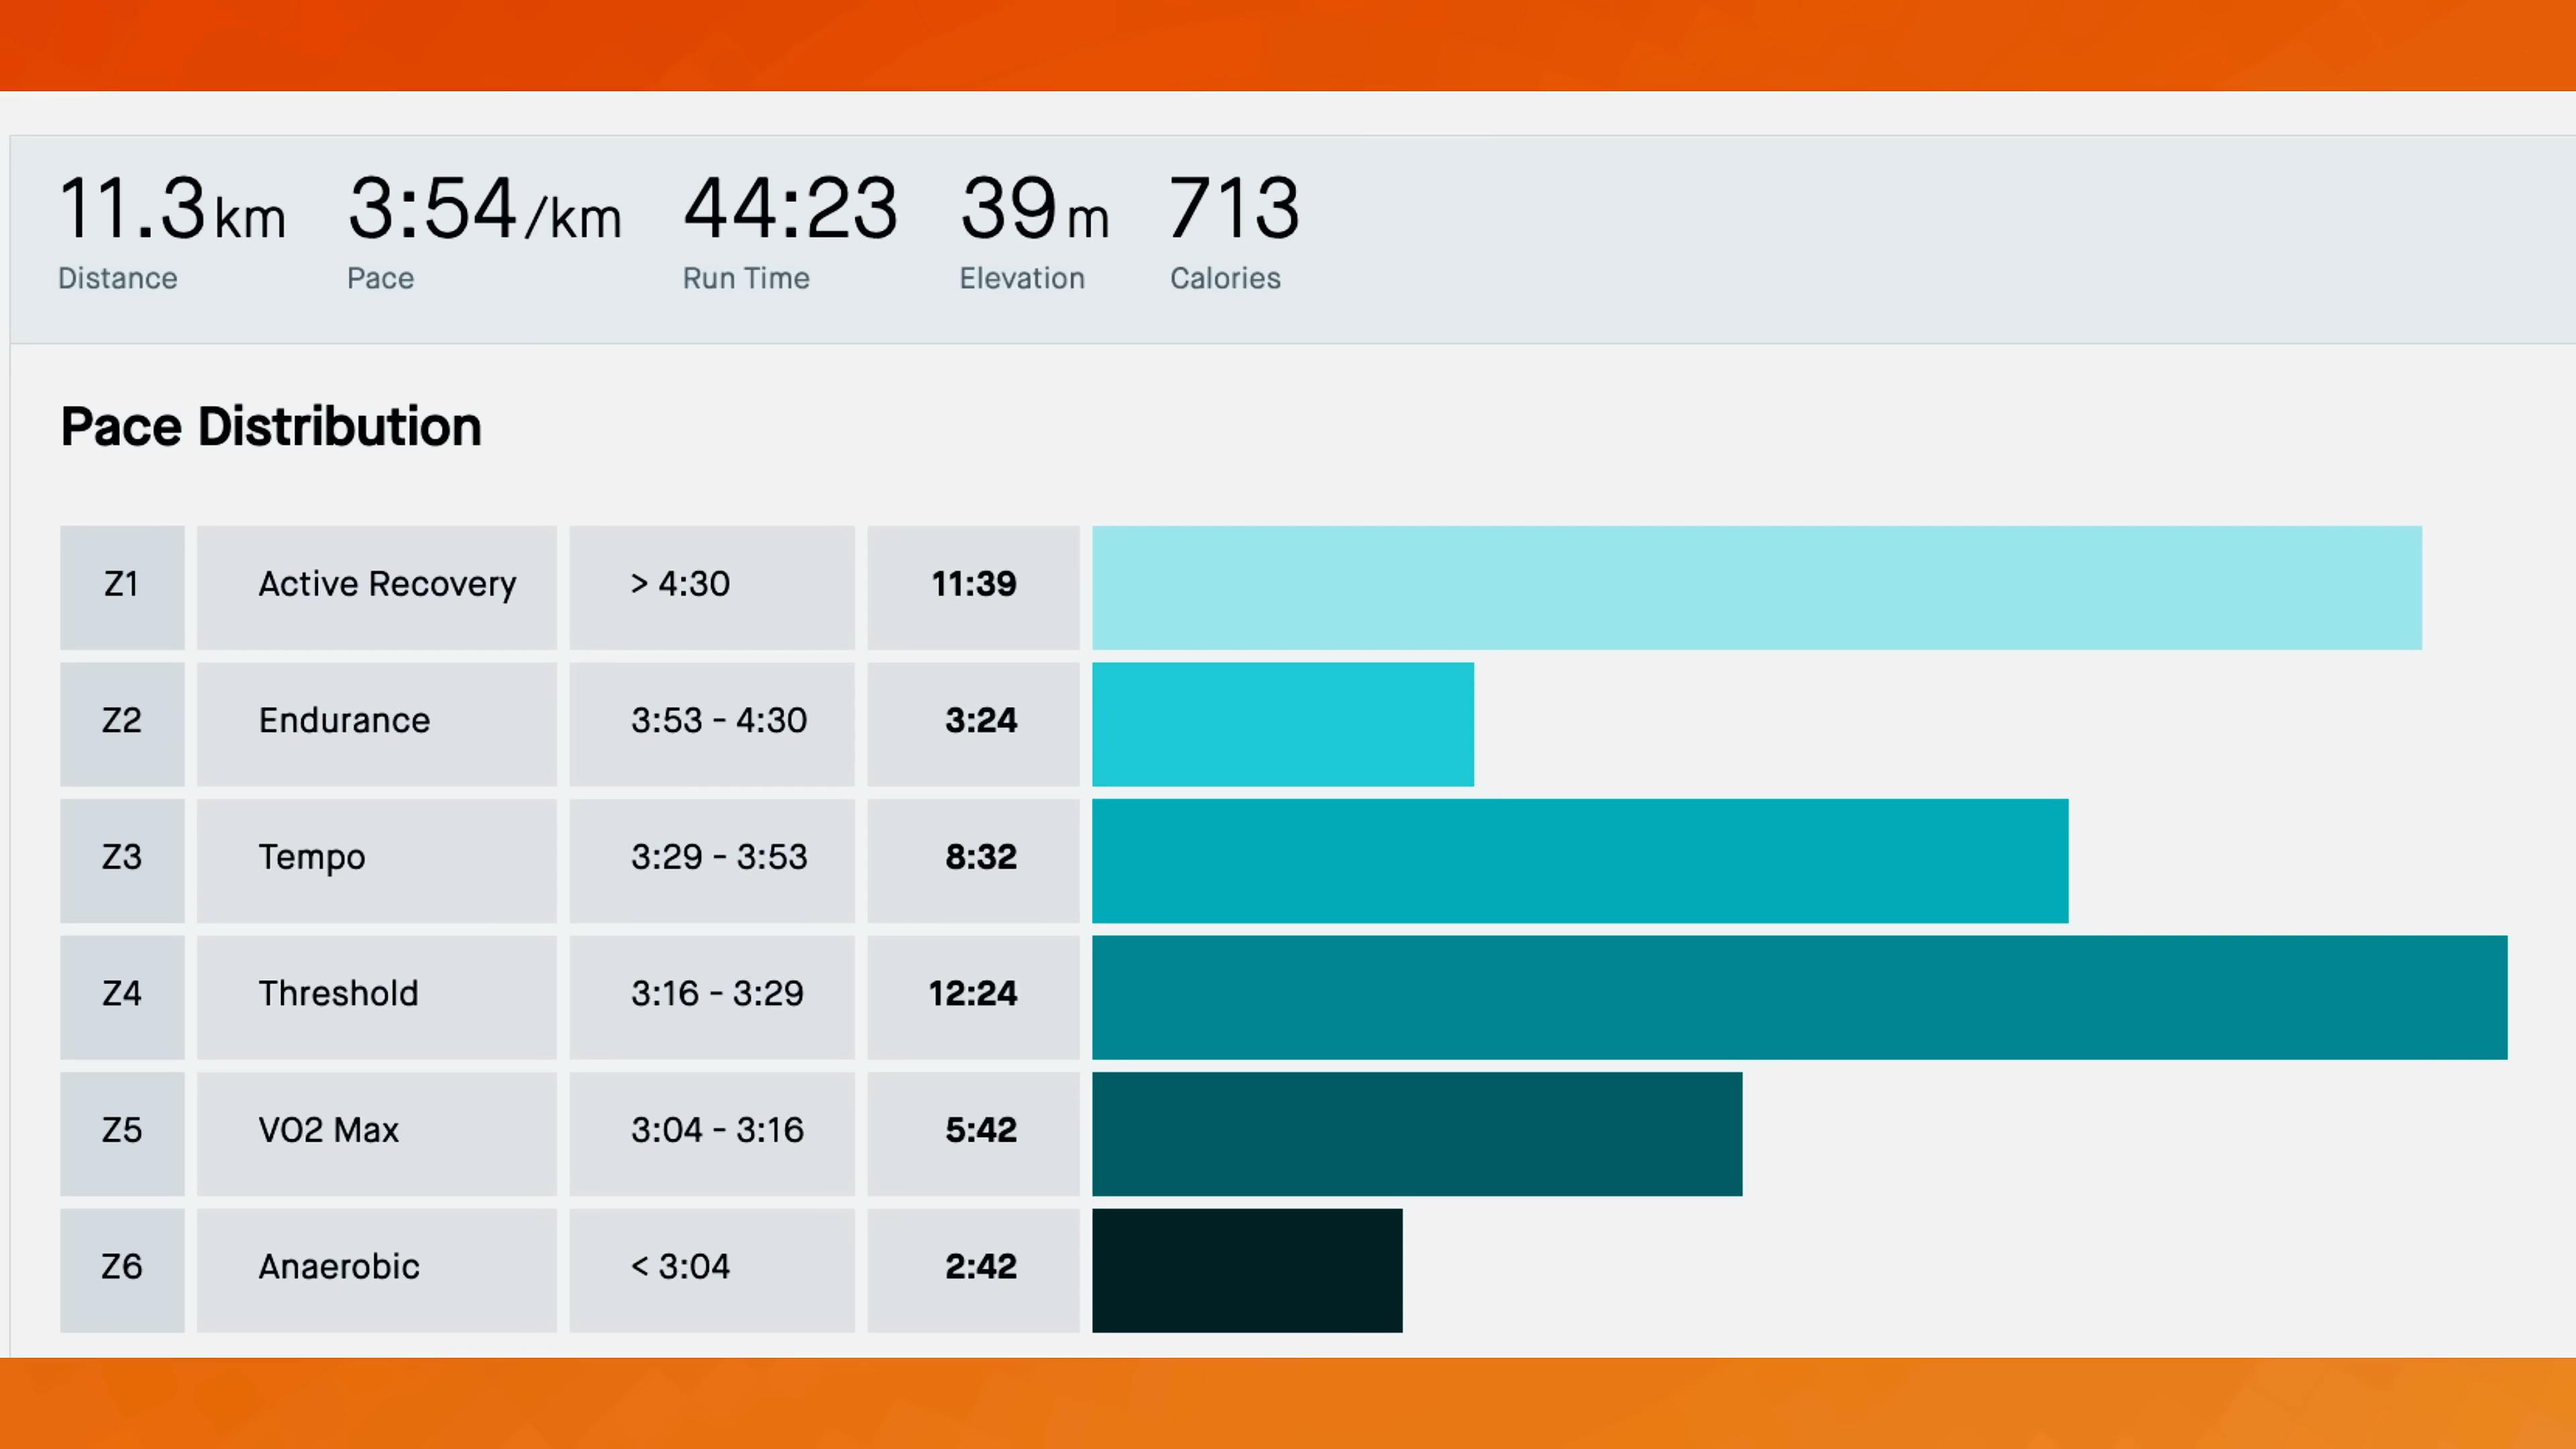 11.3 km 3:54 /km 44:23 39 m 713
Distance Pace Run Time Elevation Calories
Pace Distribution
Z1 Active Recovery > 4:30 11:39
Z2 Endurance 3:53 - 4:30 3:24
Z3 Tempo 3:29 - 3:53 8:32
Z4 Threshold 3:16 - 3:29 12:24
Z5 VO2 Max 3:04 - 3:16 5:42
Z6 Anaerobic < 3:04 2:42